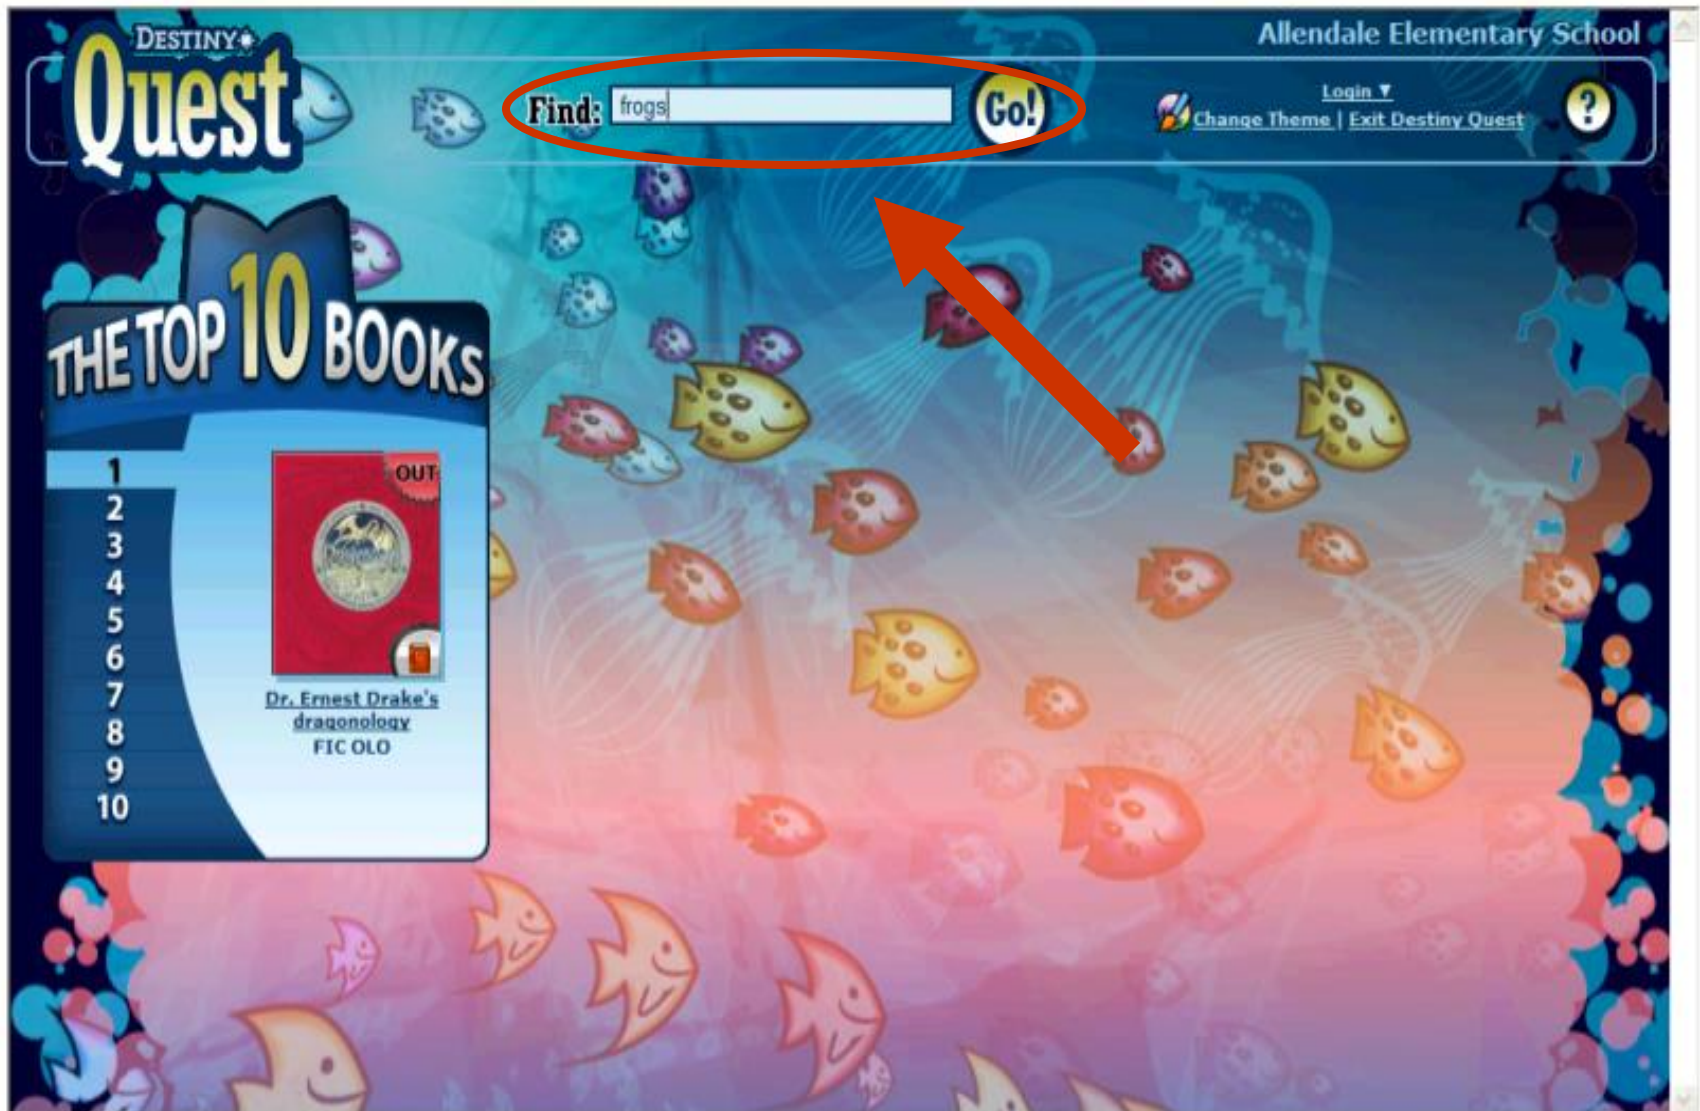 DESTINY
Quest
Allendale Elementary School
Find: frogs Go!
Login ▼
Change Theme | Exit Destiny Quest
?
THE TOP 10 BOOKS
1
2
3
4
5
6
7
8
9
10
OUT
Dr. Ernest Drake's
dragonology
FIC OLO